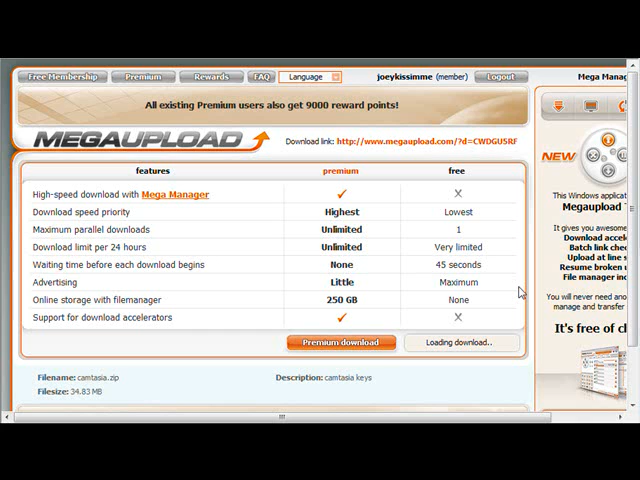 Free Membership Premium Rewards FAQ Language joeykissimme (member) Logout Mega Manag
All existing Premium users also get 9000 reward points!
MEGAUPLOAD Download link: http://www.megaupload.com/?d=CWDGU5RF
features premium free
High-speed download with Mega Manager
Download speed priority Highest Lowest
Maximum parallel downloads Unlimited 1
Download limit per 24 hours Unlimited Very limited
Waiting time before each download begins None 45 seconds
Advertising Little Maximum
Online storage with filemanager 250 GB None
Support for download accelerators
Premium download Loading download..
Filename: camtasia.zip Description: camtasia keys
Filesize: 34.83 MB
NEW
This Windows applicat
Megaupload
It gives you awesome
Download accele
Batch link chec
Upload at line s
Resume broken u
File manager inc
You will never need ano
manage and transfer
It's free of ch